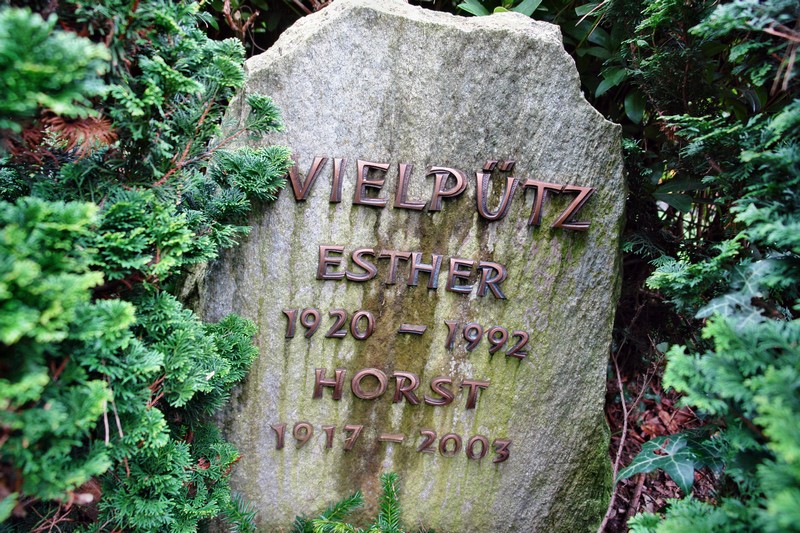 VIELPÜTZ
ESTHER
1920 – 1992
HORST
1917 – 2003